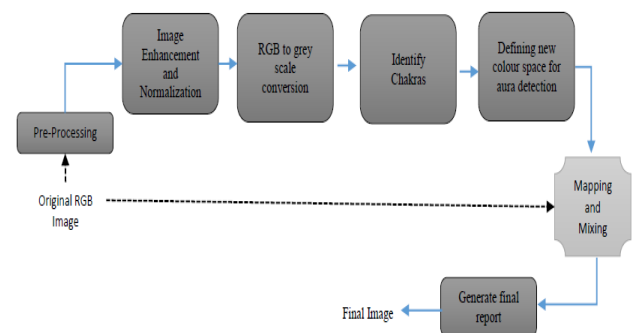 Image
Enhancement
and
Normalization
RGB to grey
scale
conversion
Identify
Chakras
Defining new
colour space for
aura detection
Pre-Processing
Original RGB
Image
Mapping
and
Mixing
Generate final
report
Final Image